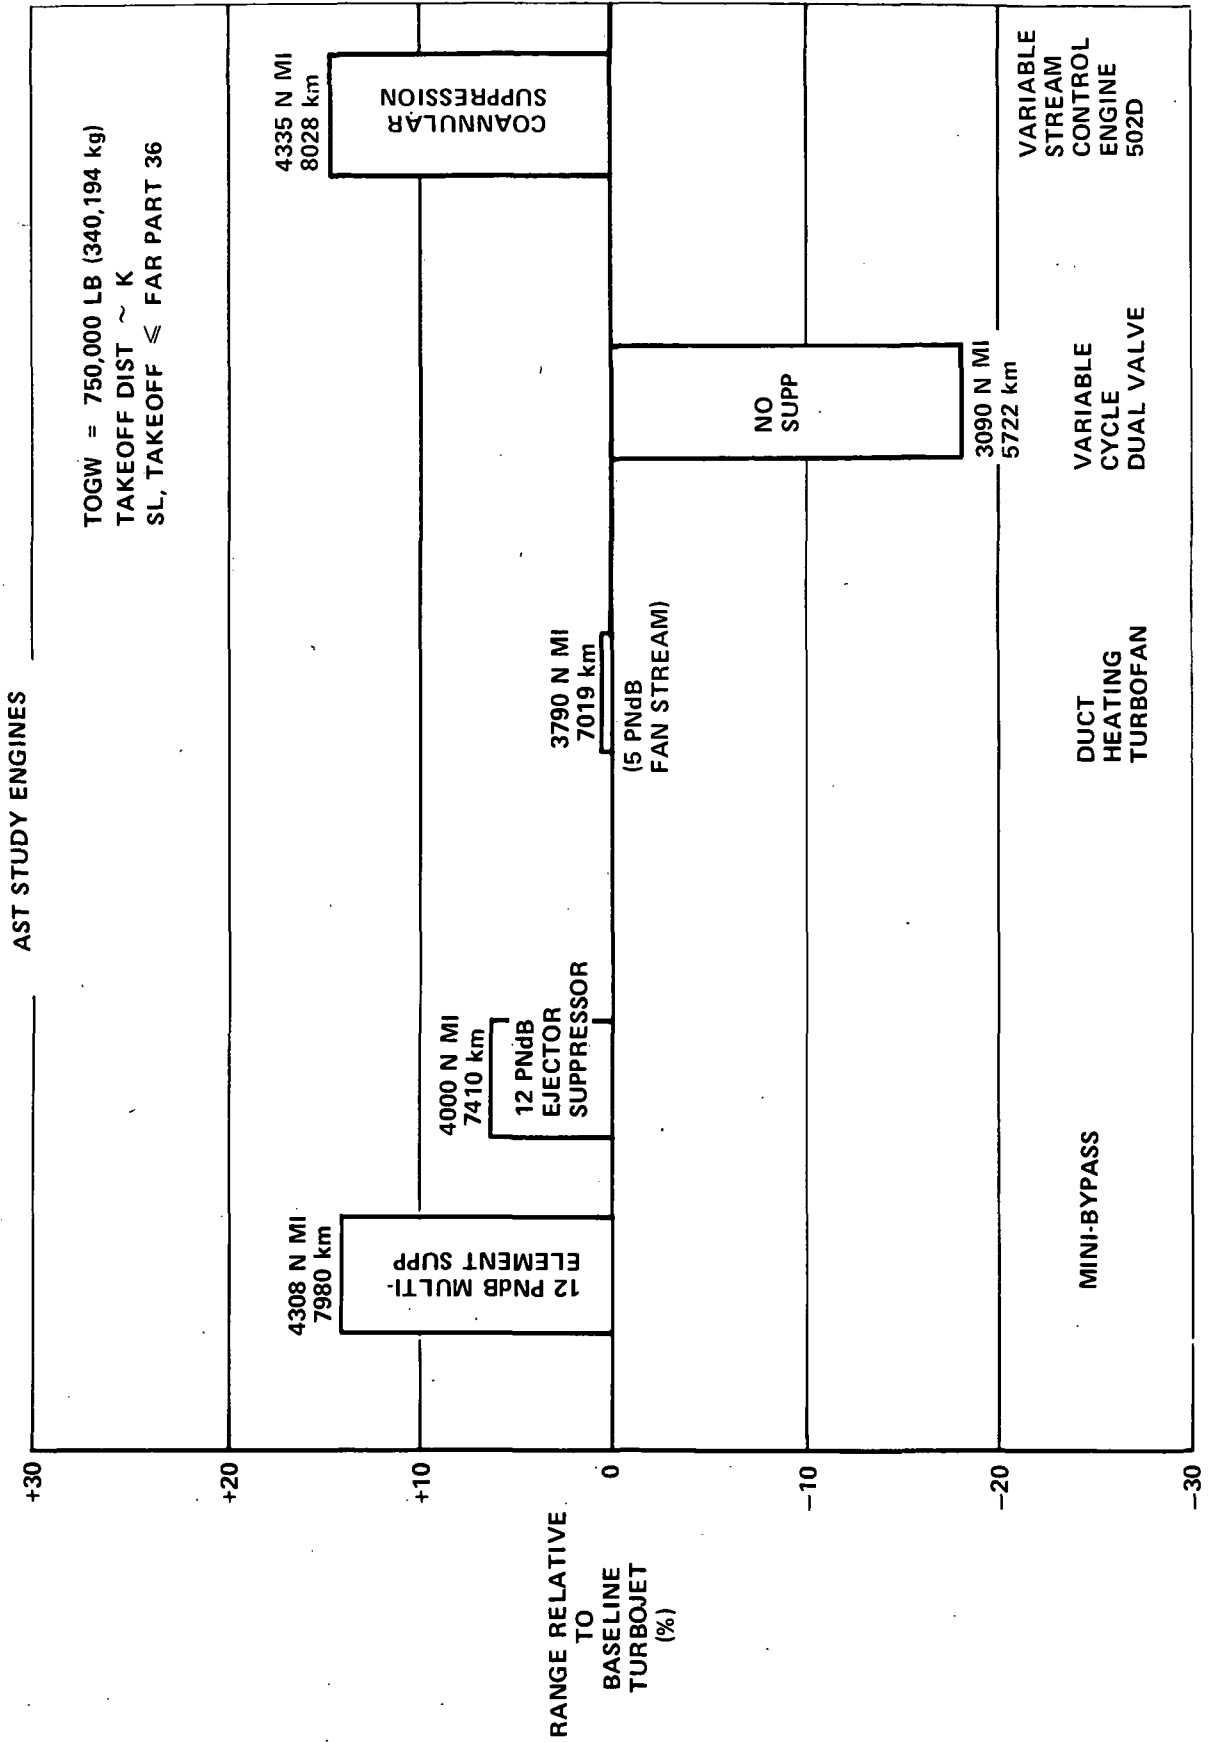 AST STUDY ENGINES
TOGW = 750,000 LB (340,194 kg)
TAKEOFF DIST ~ K
SL, TAKEOFF ⩽ FAR PART 36
RANGE RELATIVE
TO
BASELINE
TURBOJET
(%)
+30
+20
+10
0
−10
−20
−30
4308 N MI
7980 km
12 PNdB MULTI-
ELEMENT SUPP
4000 N MI
7410 km
12 PNdB
EJECTOR
SUPPRESSOR
3790 N MI
7019 km
(5 PNdB
FAN STREAM)
NO
SUPP
3090 N MI
5722 km
4335 N MI
8028 km
COANNULAR
SUPPRSSION
MINI-BYPASS
DUCT
HEATING
TURBOFAN
VARIABLE
CYCLE
DUAL VALVE
VARIABLE
STREAM
CONTROL
ENGINE
502D